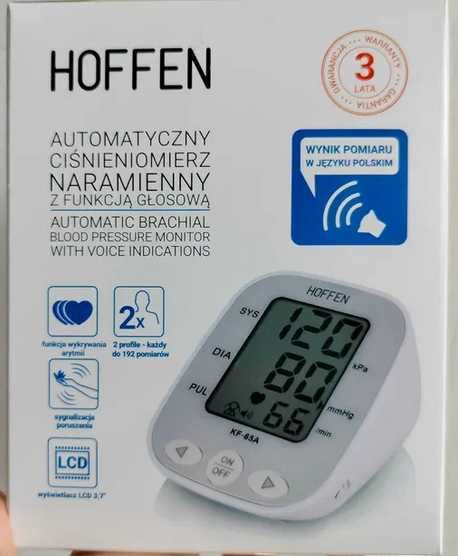 HOFFEN
GWARANCJA WARRANTY GARANTIA
3
LATA
AUTOMATYCZNY
CIŚNIENIOMIERZ
NARAMIENNY
Z FUNKCJĄ GŁOSOWĄ
AUTOMATIC BRACHIAL
BLOOD PRESSURE MONITOR
WITH VOICE INDICATIONS
WYNIK POMIARU
W JĘZYKU POLSKIM
funkcja wykrywania
arytmii
2x
2 profile - każdy
do 192 pomiarów
sygnalizacja
poruszania
LCD
wyświetlacz LCD 3,7"
HOFFEN
SYS
120
kPa
DIA
80
mmHg
PUL
66
/min
KF-65A
ON
OFF